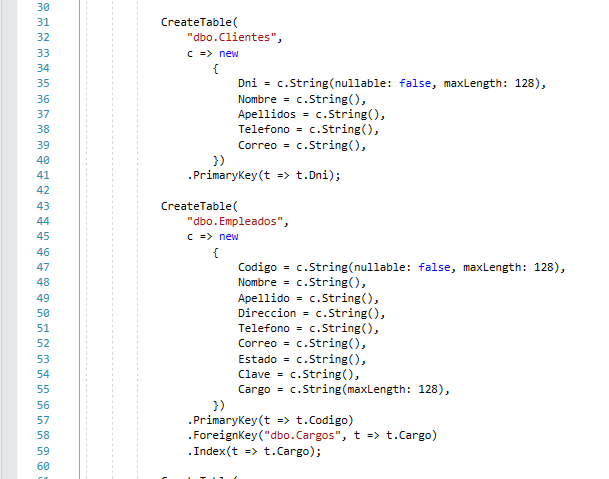 30
31 CreateTable(
32 "dbo.Clientes",
33 c => new
34 {
35 Dni = c.String(nullable: false, maxLength: 128),
36 Nombre = c.String(),
37 Apellidos = c.String(),
38 Telefono = c.String(),
39 Correo = c.String(),
40 })
41 .PrimaryKey(t => t.Dni);
42
43 CreateTable(
44 "dbo.Empleados",
45 c => new
46 {
47 Codigo = c.String(nullable: false, maxLength: 128),
48 Nombre = c.String(),
49 Apellido = c.String(),
50 Direccion = c.String(),
51 Telefono = c.String(),
52 Correo = c.String(),
53 Estado = c.String(),
54 Clave = c.String(),
55 Cargo = c.String(maxLength: 128),
56 })
57 .PrimaryKey(t => t.Codigo)
58 .ForeignKey("dbo.Cargos", t => t.Cargo)
59 .Index(t => t.Cargo);
60